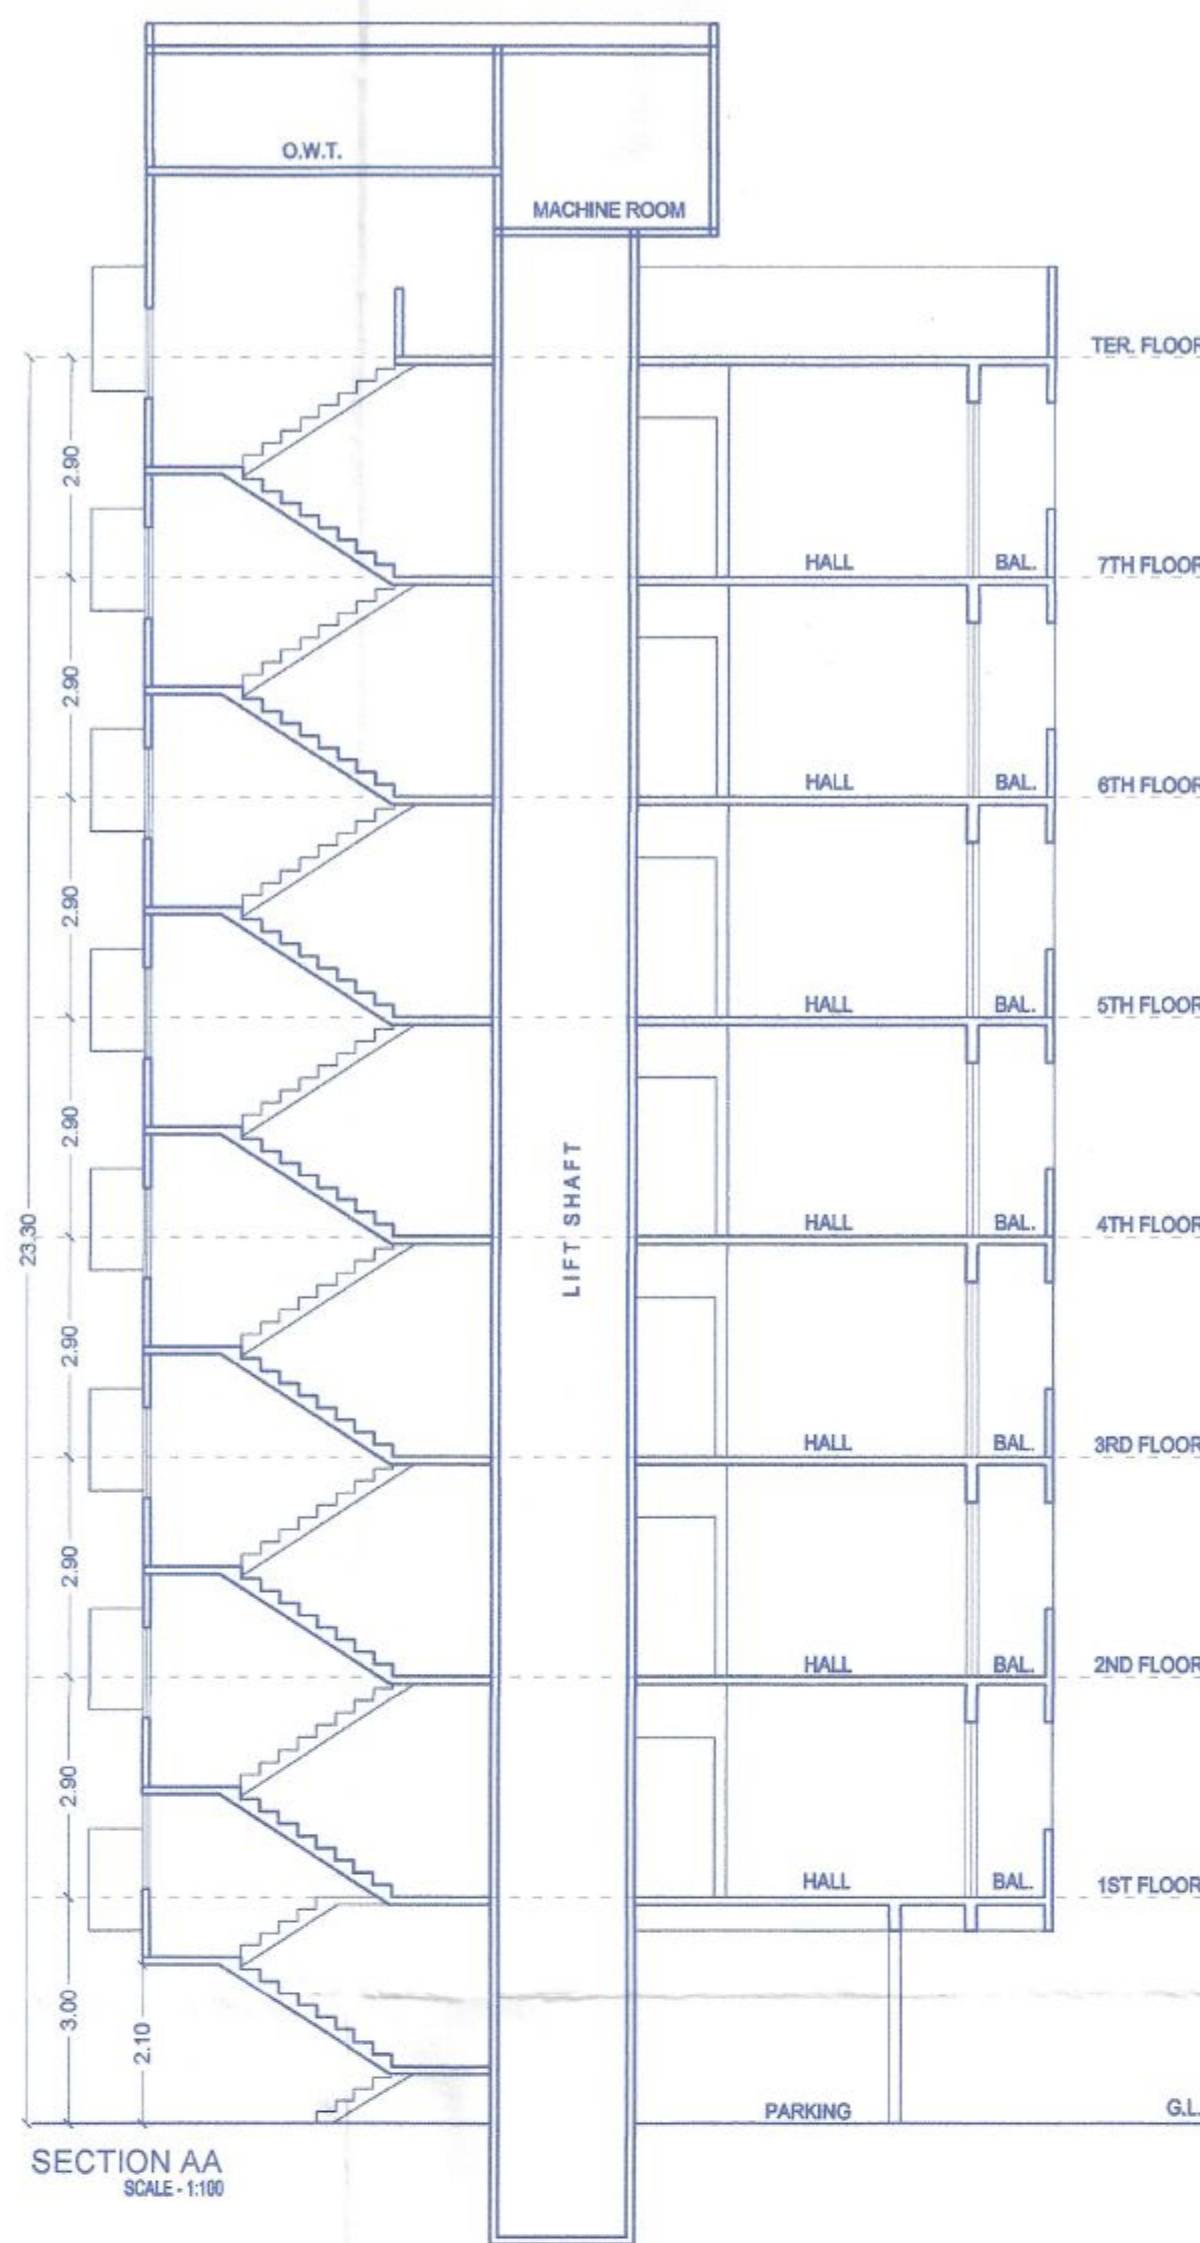 O.W.T.
MACHINE ROOM
TER. FLOOR
2.90
HALL BAL. 7TH FLOOR
2.90
HALL BAL. 6TH FLOOR
2.90
HALL BAL. 5TH FLOOR
2.90
LIFT SHAFT
HALL BAL. 4TH FLOOR
23.30
2.90
HALL BAL. 3RD FLOOR
2.90
HALL BAL. 2ND FLOOR
2.90
HALL BAL. 1ST FLOOR
3.00
2.10
PARKING G.L.
SECTION AA
SCALE - 1:100